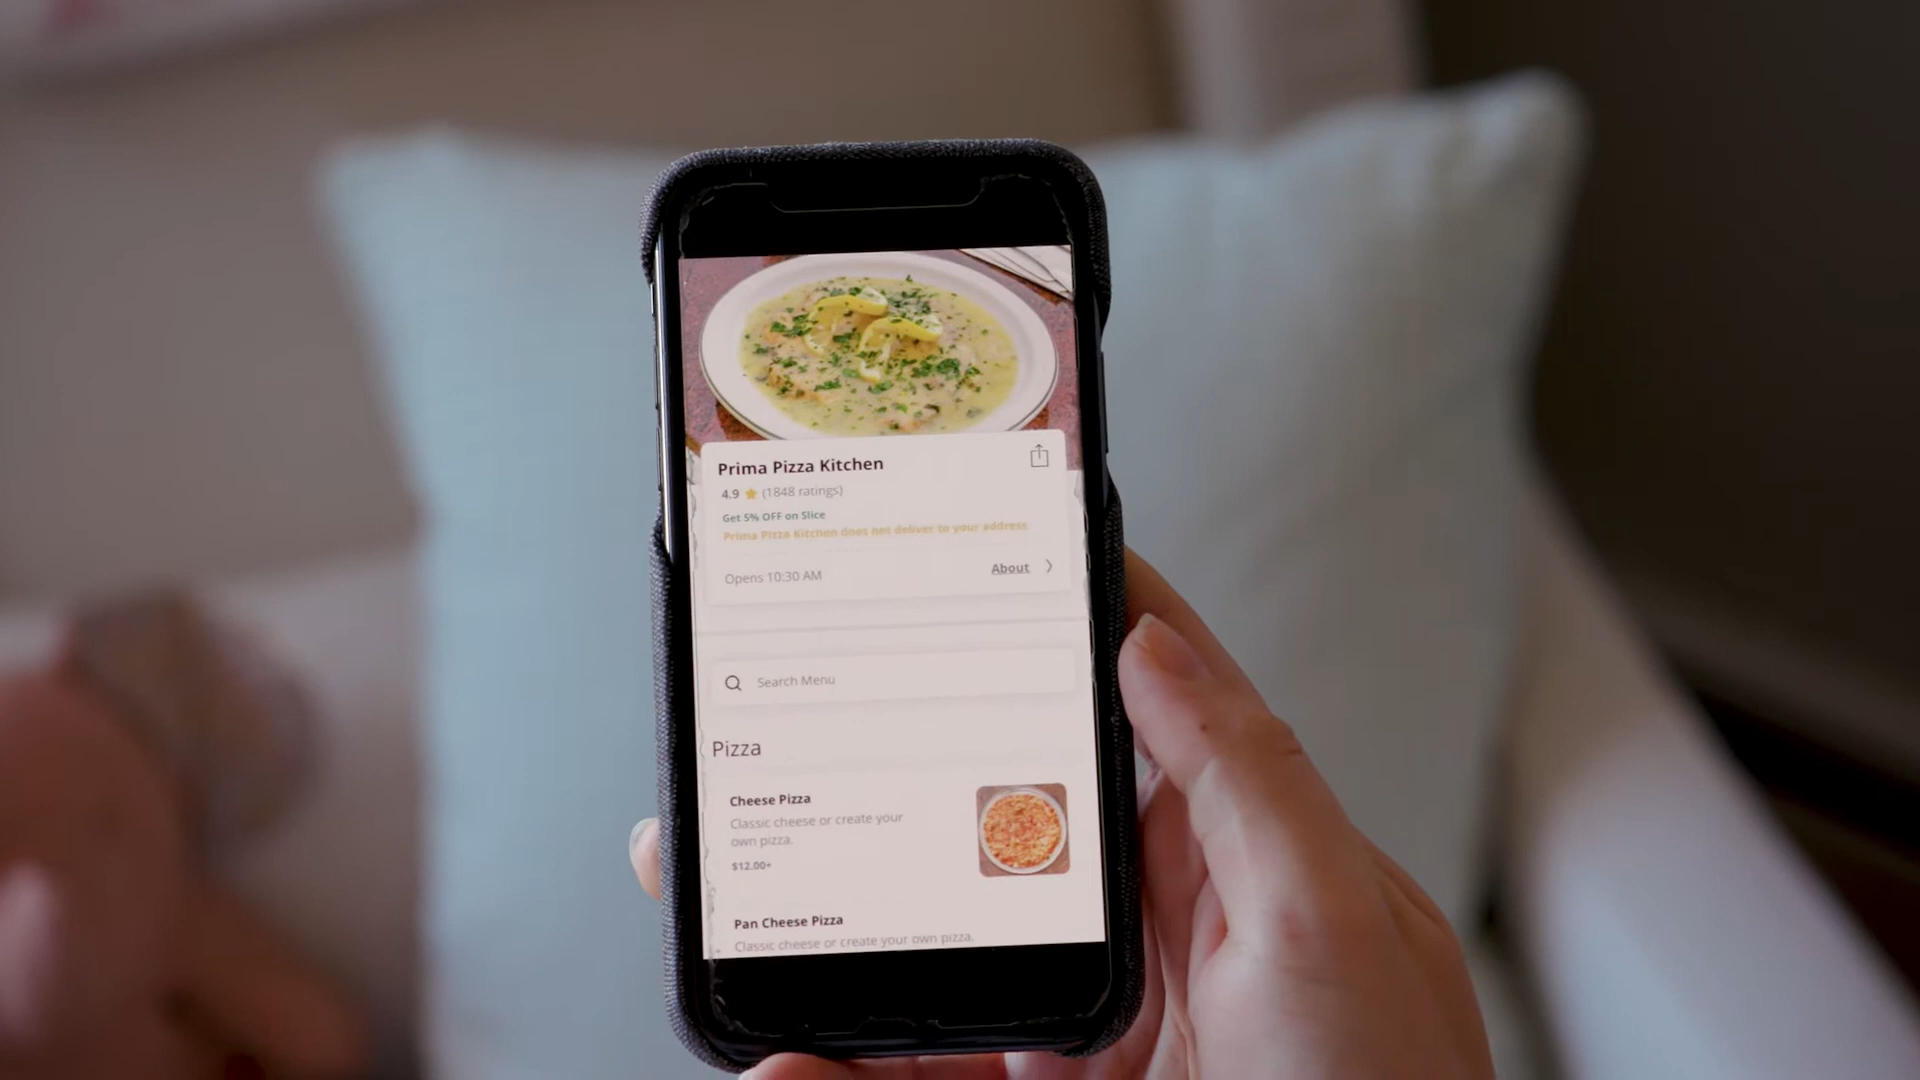 Prima Pizza Kitchen
4.9 (1848 ratings)
Get 5% OFF on Slice
Prima Pizza Kitchen does not deliver to your address
Opens 10:30 AM
About
Search Menu
Pizza
Cheese Pizza
Classic cheese or create your
own pizza.
$12.00+
Pan Cheese Pizza
Classic cheese or create your own pizza.